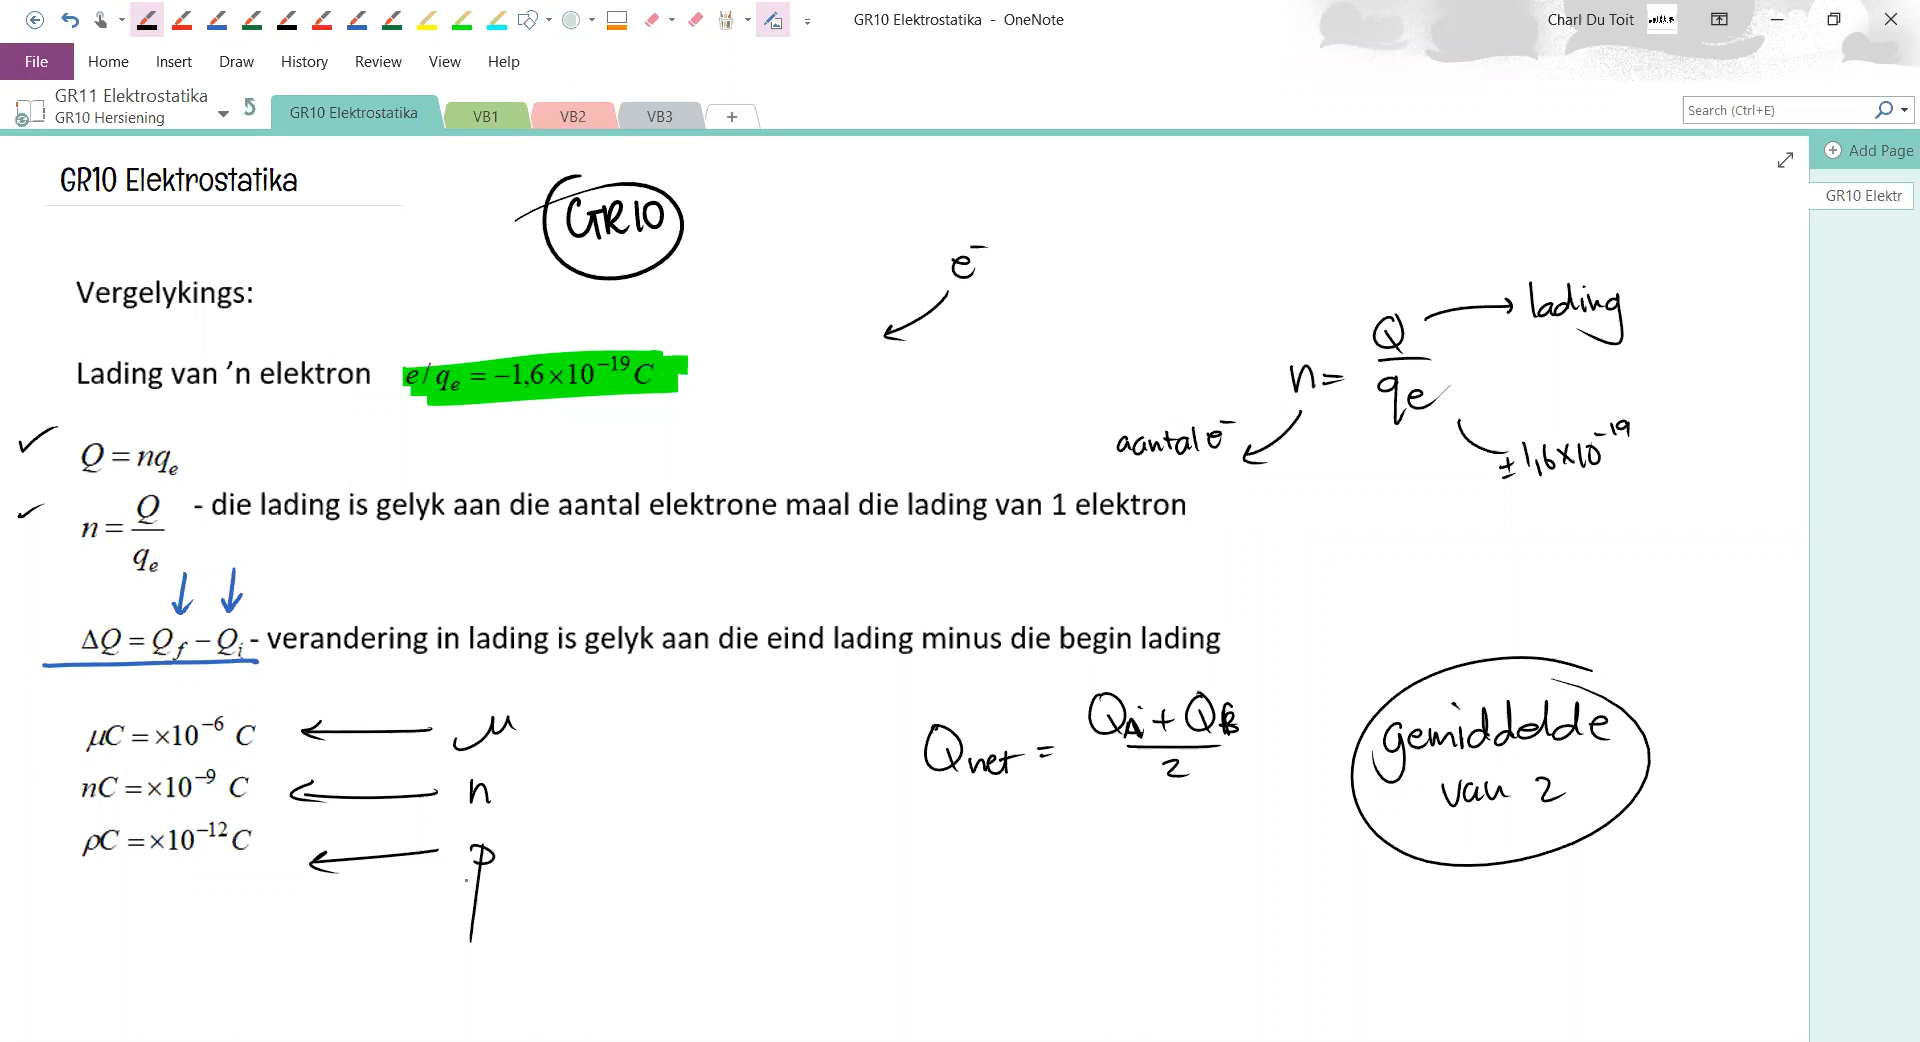 GR10 Elektrostatika - OneNote
Charl Du Toit
File
Home
Insert
Draw
History
Review
View
Help
GR11 Elektrostatika
GR10 Hersiening
GR10 Elektrostatika
VB1
VB2
VB3
+
Search (Ctrl+E)
Add Page
GR10 Elektr
GR10 Elektrostatika
GR10
e⁻
Vergelykings:
Lading van 'n elektron e/qₑ = −1,6×10⁻¹⁹ C
n = Q/qe
lading
aantal e⁻
±1,6×10⁻¹⁹
Q = nqₑ
n = Q/qₑ - die lading is gelyk aan die aantal elektrone maal die lading van 1 elektron
ΔQ = Q_f − Q_i - verandering in lading is gelyk aan die eind lading minus die begin lading
μC = ×10⁻⁶ C
μ
nC = ×10⁻⁹ C
n
ρC = ×10⁻¹² C
p
Qnet = (QA + QB)/2
gemiddelde
van 2